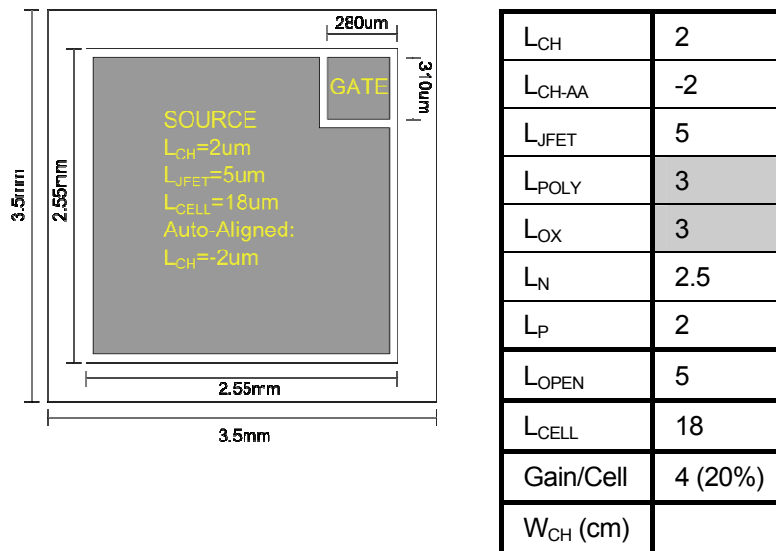 280um
310um
GATE
SOURCE
L_CH=2um
L_JFET=5um
L_CELL=18um
Auto-Aligned:
L_CH=-2um
3.5mm
2.55mm
2.55mm
3.5mm
L_CH 2
L_CH-AA -2
L_JFET 5
L_POLY 3
L_OX 3
L_N 2.5
L_P 2
L_OPEN 5
L_CELL 18
Gain/Cell 4 (20%)
W_CH (cm)